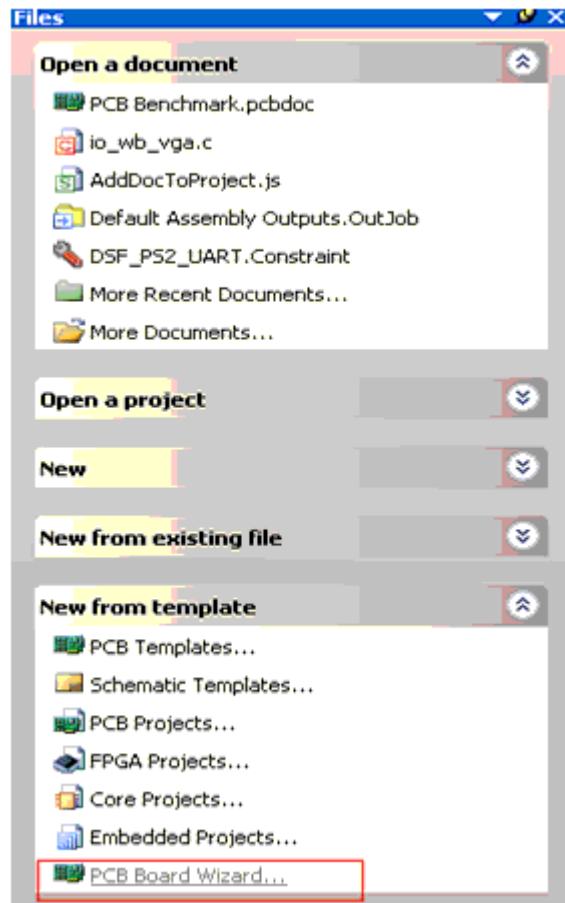 Files
Open a document
PCB Benchmark.pcbdoc
io_wb_vga.c
AddDocToProject.js
Default Assembly Outputs.OutJob
DSF_PS2_UART.Constraint
More Recent Documents...
More Documents...
Open a project
New
New from existing file
New from template
PCB Templates...
Schematic Templates...
PCB Projects...
FPGA Projects...
Core Projects...
Embedded Projects...
PCB Board Wizard...